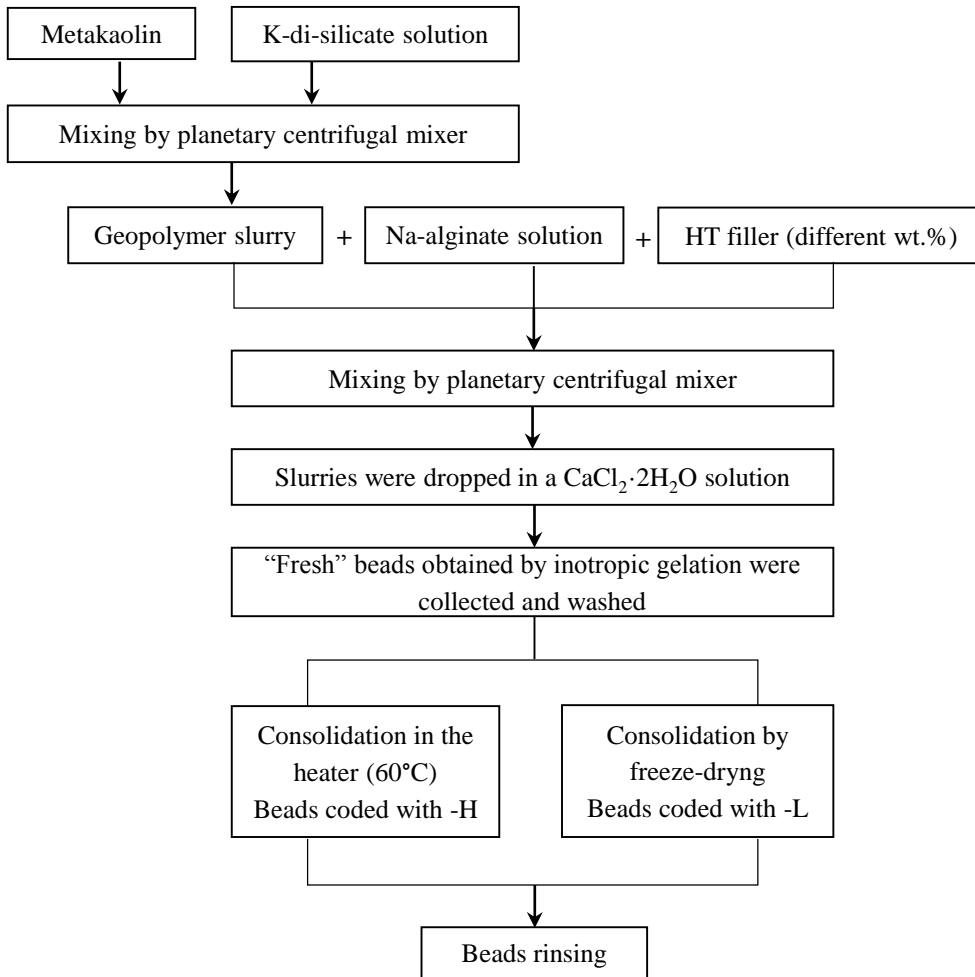 Metakaolin
K-di-silicate solution
Mixing by planetary centrifugal mixer
Geopolymer slurry + Na-alginate solution + HT filler (different wt.%)
Mixing by planetary centrifugal mixer
Slurries were dropped in a CaCl₂·2H₂O solution
“Fresh” beads obtained by inotropic gelation were
collected and washed
Consolidation in the
heater (60°C)
Beads coded with -H
Consolidation by
freeze-dryng
Beads coded with -L
Beads rinsing